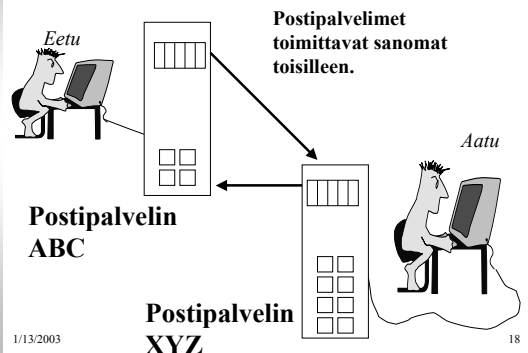 Eetu
Postipalvelimet
toimittavat sanomat
toisilleen.
Aatu
Postipalvelin
ABC
Postipalvelin
XYZ
1/13/2003
18